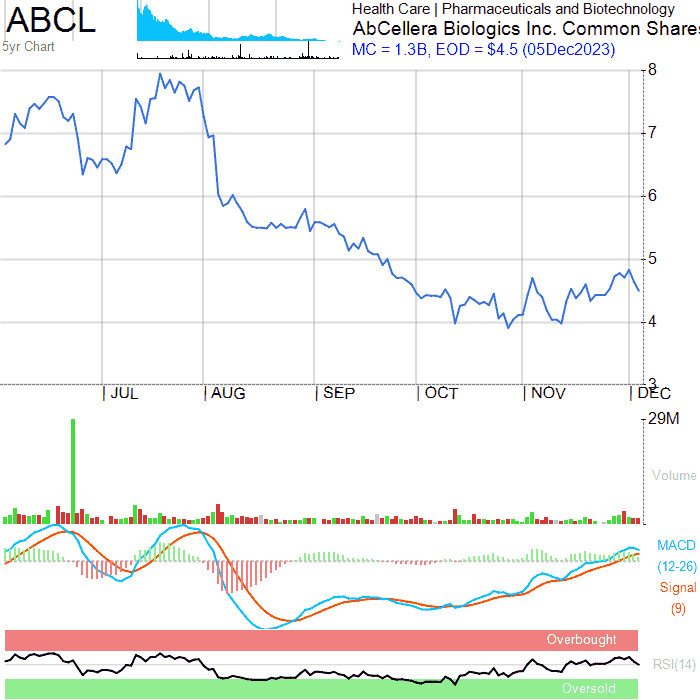 ABCL
5yr Chart
Health Care | Pharmaceuticals and Biotechnology
AbCellera Biologics Inc. Common Shares
MC = 1.3B, EOD = $4.5 (05Dec2023)
8
7
6
5
4
3
| JUL | AUG | SEP | OCT | NOV | DEC
29M
Volume
MACD
(12-26)
Signal
(9)
Overbought
RSI(14)
Oversold